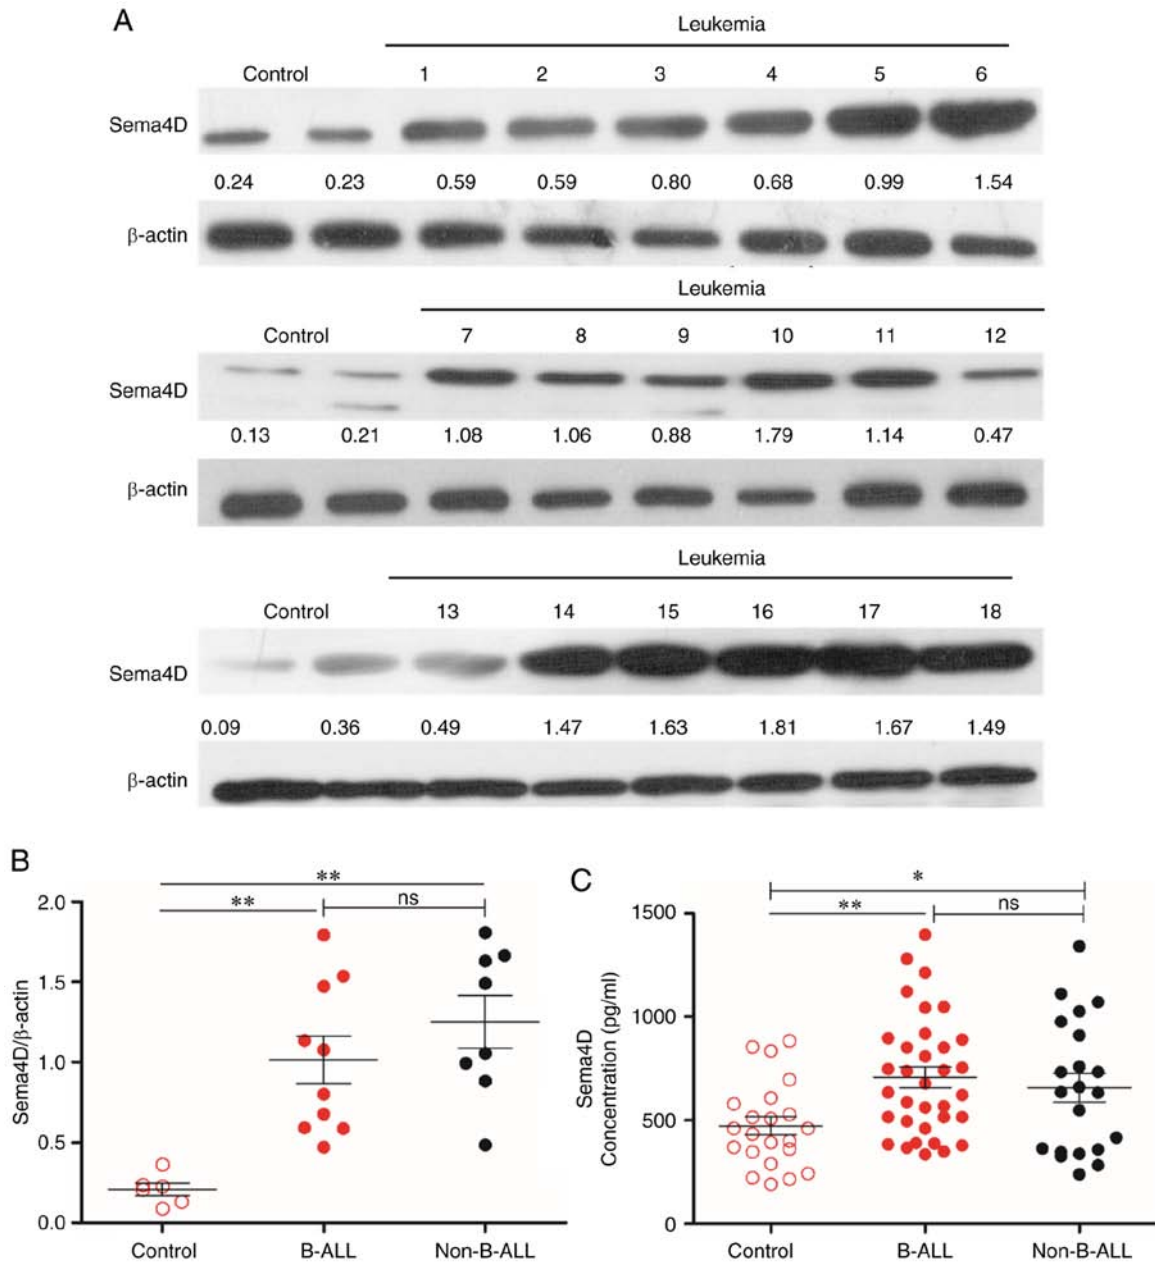 A
Leukemia
Control 1 2 3 4 5 6
Sema4D
0.24 0.23 0.59 0.59 0.80 0.68 0.99 1.54
β-actin
Leukemia
Control 7 8 9 10 11 12
Sema4D
0.13 0.21 1.08 1.06 0.88 1.79 1.14 0.47
β-actin
Leukemia
Control 13 14 15 16 17 18
Sema4D
0.09 0.36 0.49 1.47 1.63 1.81 1.67 1.49
β-actin
B
**
** ns
Sema4D/β-actin
2.0
1.5
1.0
0.5
0.0
Control B-ALL Non-B-ALL
C
*
** ns
Sema4D
Concentration (pg/ml)
1500
1000
500
0
Control B-ALL Non-B-ALL